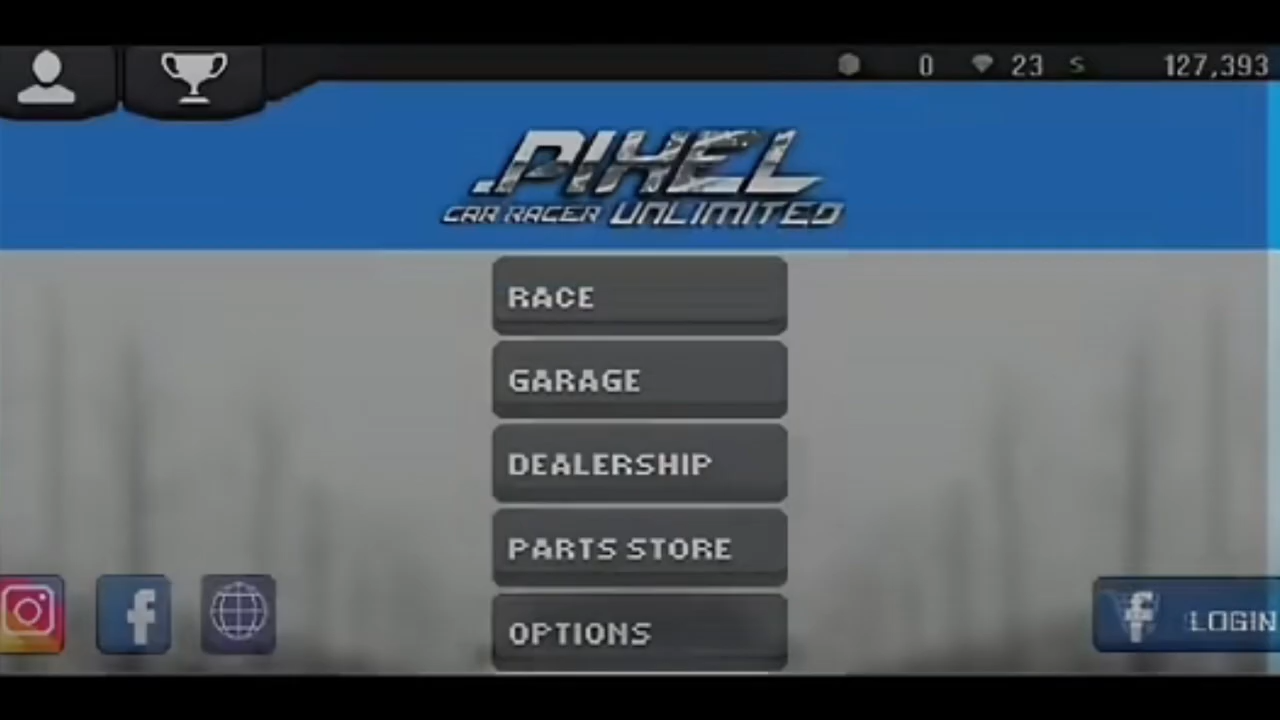 0 23 S 127,393
.PIXEL
CAR RACER UNLIMITED
RACE
GARAGE
DEALERSHIP
PARTS STORE
OPTIONS
f
f LOGIN